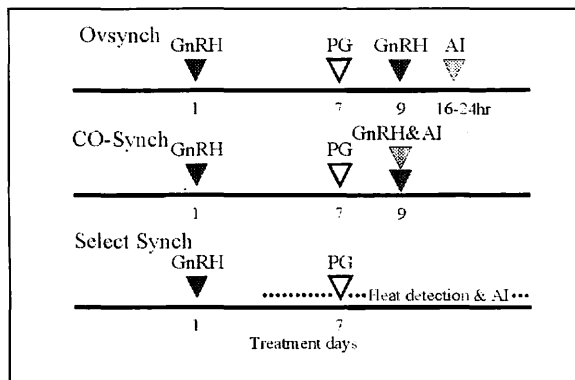 Ovsynch
GnRH PG GnRH AI
1 7 9 16-24hr
CO-Synch
GnRH PG GnRH&AI
1 7 9
Select Synch
GnRH PG
Heat detection & AI
1 7
Treatment days